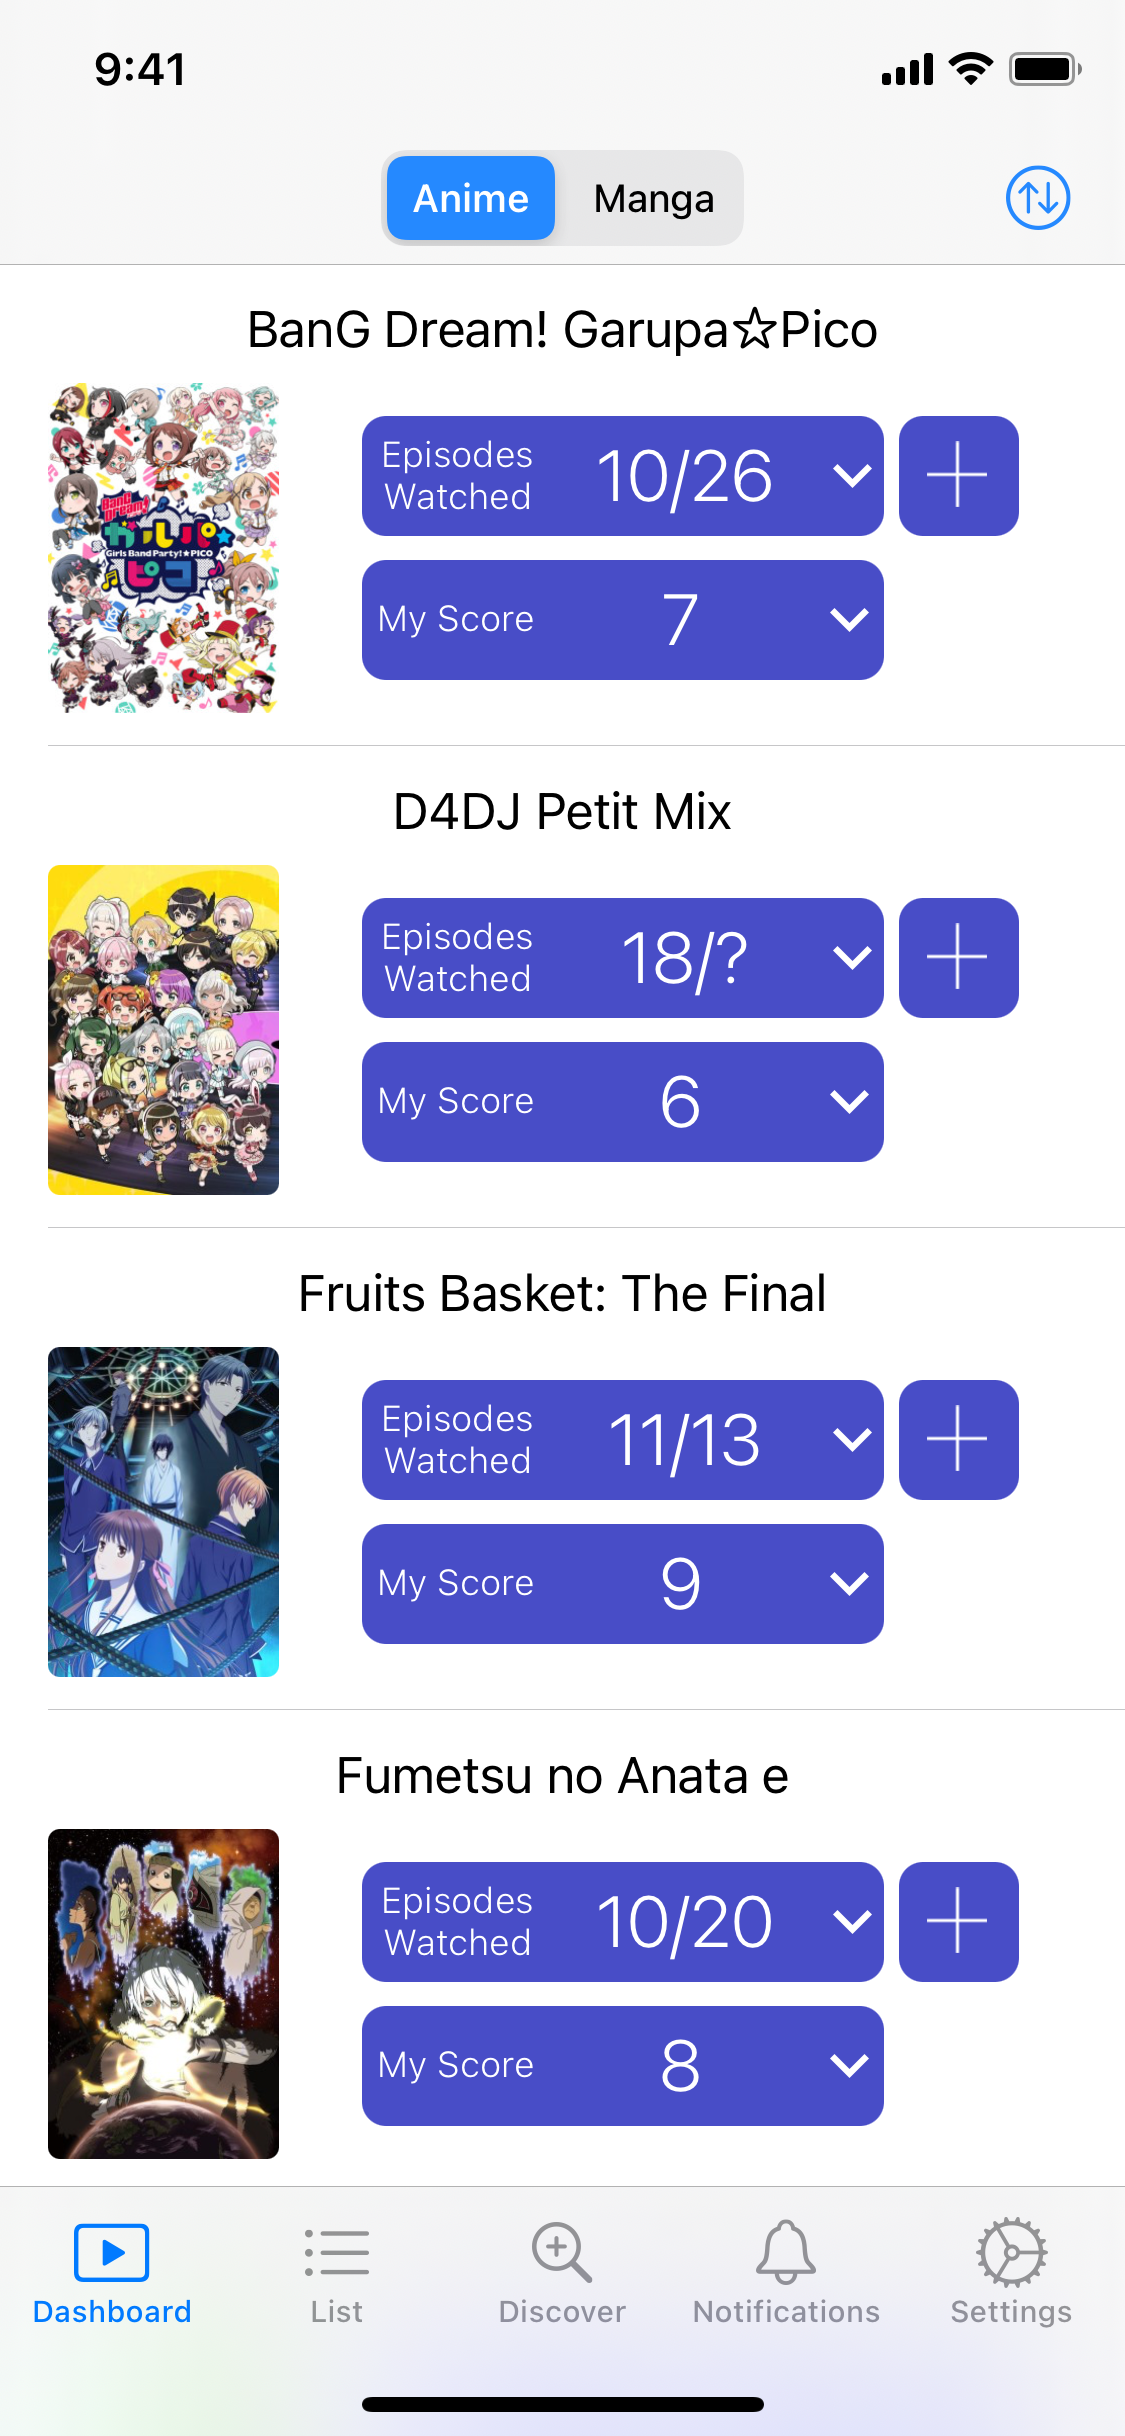 9:41
Anime
Manga
BanG Dream! Garupa☆Pico
BanG Dream!
ガルパ★
Girls Band Party!★PICO
ピコ
Episodes Watched
10/26
My Score
7
D4DJ Petit Mix
Episodes Watched
18/?
My Score
6
Fruits Basket: The Final
Episodes Watched
11/13
My Score
9
Fumetsu no Anata e
Episodes Watched
10/20
My Score
8
Dashboard
List
Discover
Notifications
Settings